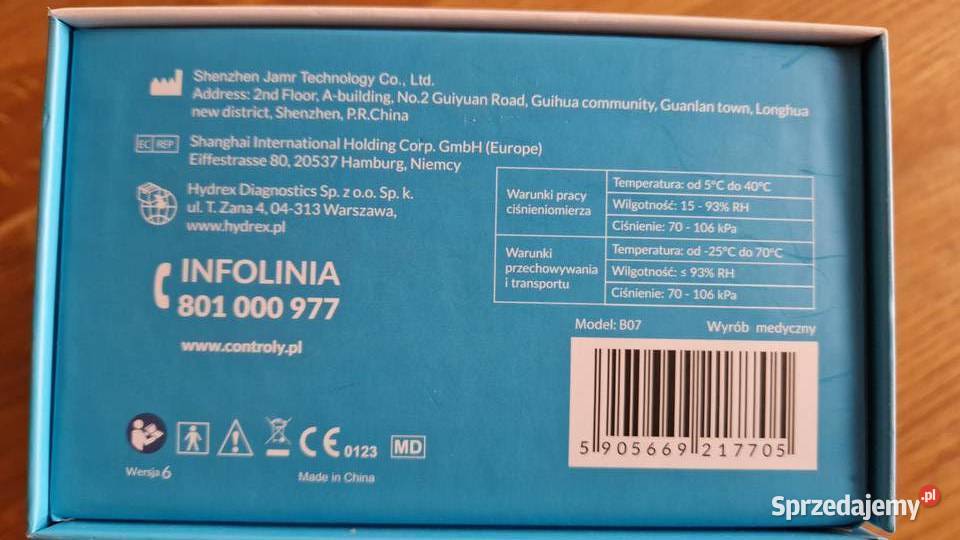 Shenzhen Jamr Technology Co., Ltd.
Address: 2nd Floor, A-building, No.2 Guiyuan Road, Guihua community, Guanlan town, Longhua
new district, Shenzhen, P.R.China
EC REP
Shanghai International Holding Corp. GmbH (Europe)
Eiffestrasse 80, 20537 Hamburg, Niemcy
Hydrex Diagnostics Sp. z o.o. Sp. k.
ul. T. Zana 4, 04-313 Warszawa,
www.hydrex.pl
INFOLINIA
801 000 977
www.controly.pl
Warunki pracy
ciśnieniomierza
Temperatura: od 5°C do 40°C
Wilgotność: 15 - 93% RH
Ciśnienie: 70 - 106 kPa
Warunki
przechowywania
i transportu
Temperatura: od -25°C do 70°C
Wilgotność: ≤ 93% RH
Ciśnienie: 70 - 106 kPa
Model: B07 Wyrób medyczny
5 905669 217705
CE 0123 MD
Wersja 6
Made in China
Sprzedajemy.pl